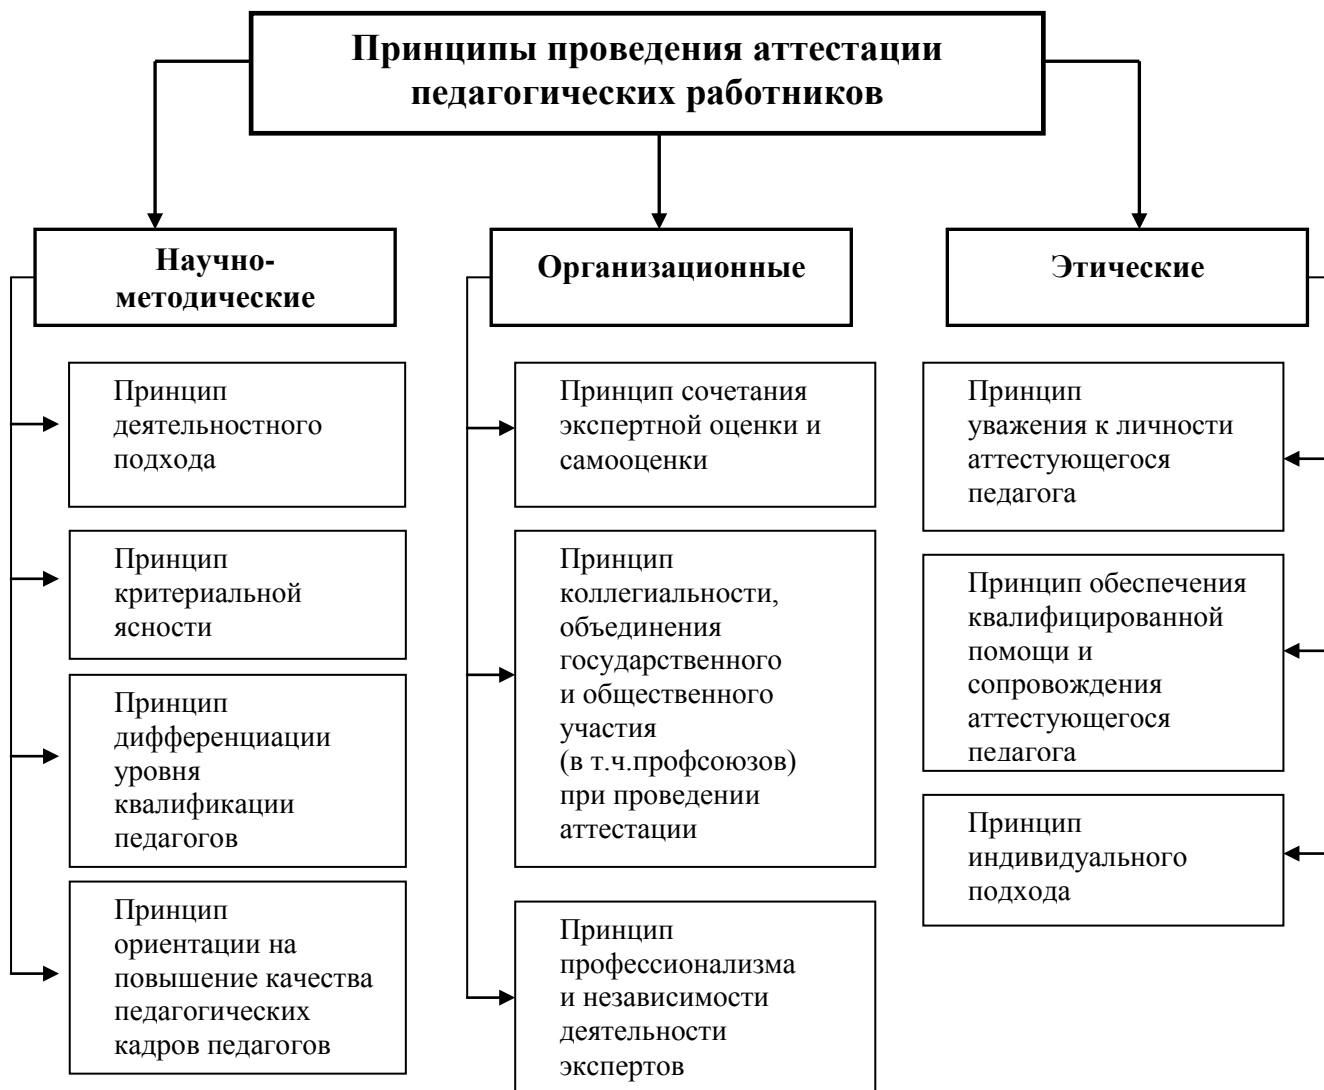 Принципы проведения аттестации
педагогических работников
Научно-
методические
Принцип
деятельностного
подхода
Принцип
критериальной
ясности
Принцип
дифференциации
уровня
квалификации
педагогов
Принцип
ориентации на
повышение качества
педагогических
кадров педагогов
Организационные
Принцип сочетания
экспертной оценки и
самооценки
Принцип
коллегиальности,
объединения
государственного
и общественного
участия
(в т.ч.профсоюзов)
при проведении
аттестации
Принцип
профессионализма
и независимости
деятельности
экспертов
Этические
Принцип
уважения к личности
аттестующегося
педагога
Принцип обеспечения
квалифицированной
помощи и
сопровождения
аттестующегося
педагога
Принцип
индивидуального
подхода